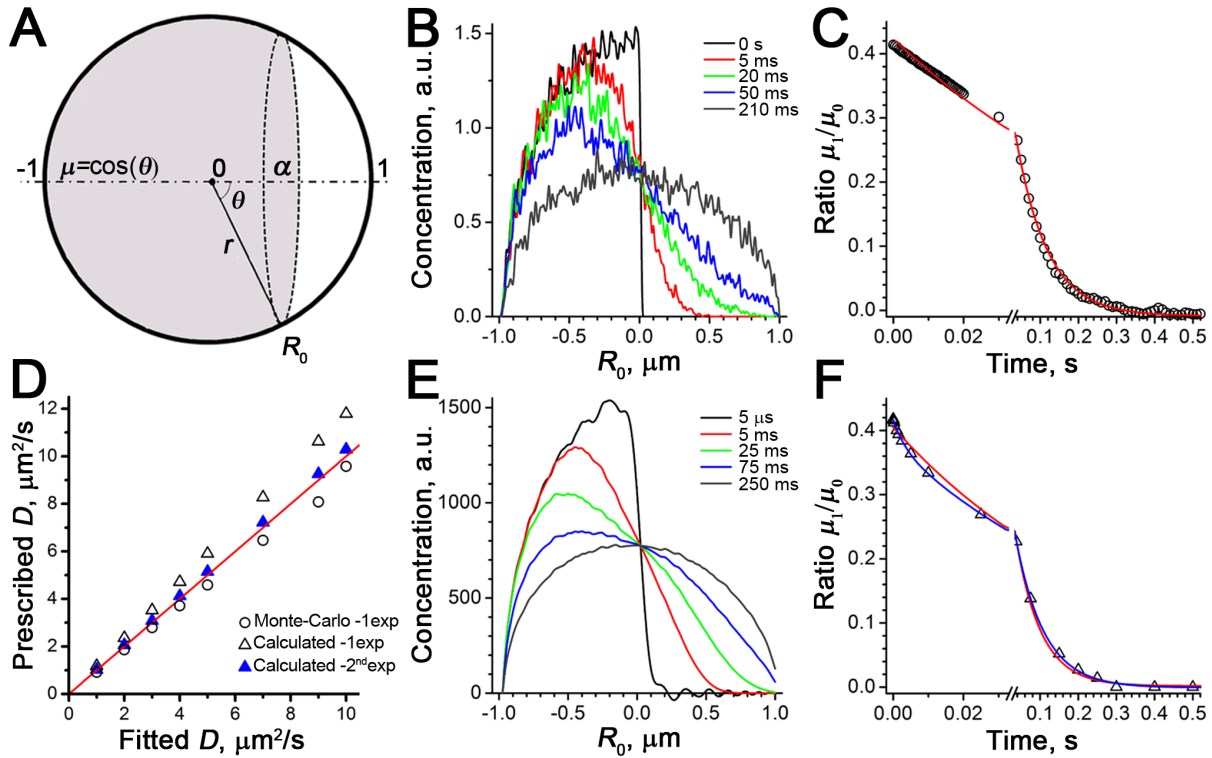 A
-1
μ=cos(θ)
0
α
1
θ
r
R0
B
Concentration, a.u.
1.5
1.0
0.5
0.0
-1.0 -0.5 0.0 0.5 1.0
R0, μm
0 s
5 ms
20 ms
50 ms
210 ms
C
Ratio μ1/μ0
0.4
0.3
0.2
0.1
0.0
0.00 0.02 0.1 0.2 0.3 0.4 0.5
Time, s
D
Prescribed D, μm2/s
12
10
8
6
4
2
0
0 2 4 6 8 10
Fitted D, μm2/s
Monte-Carlo -1exp
Calculated -1exp
Calculated -2ndexp
E
Concentration, a.u.
1500
1000
500
0
-1.0 -0.5 0.0 0.5 1.0
R0, μm
5 μs
5 ms
25 ms
75 ms
250 ms
F
Ratio μ1/μ0
0.4
0.3
0.2
0.1
0.0
0.00 0.02 0.1 0.2 0.3 0.4 0.5
Time, s